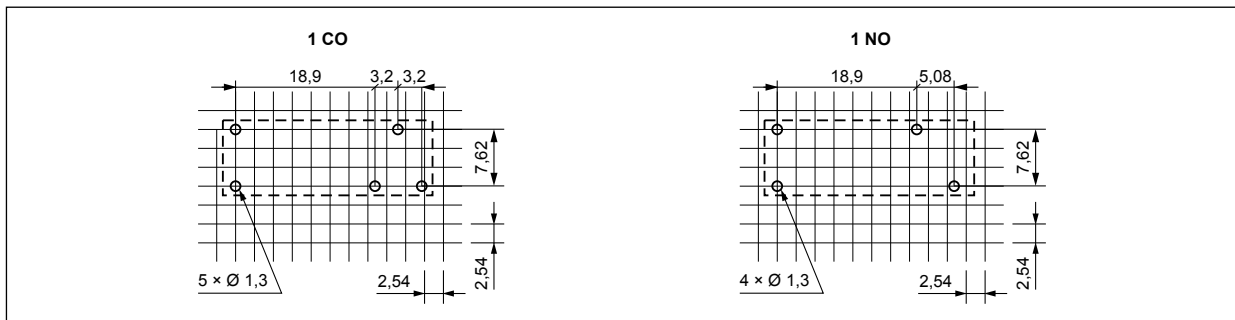 1 CO
18,9 3,2 3,2
7,62
2,54
5 × Ø 1,3
2,54
1 NO
18,9 5,08
7,62
2,54
4 × Ø 1,3
2,54